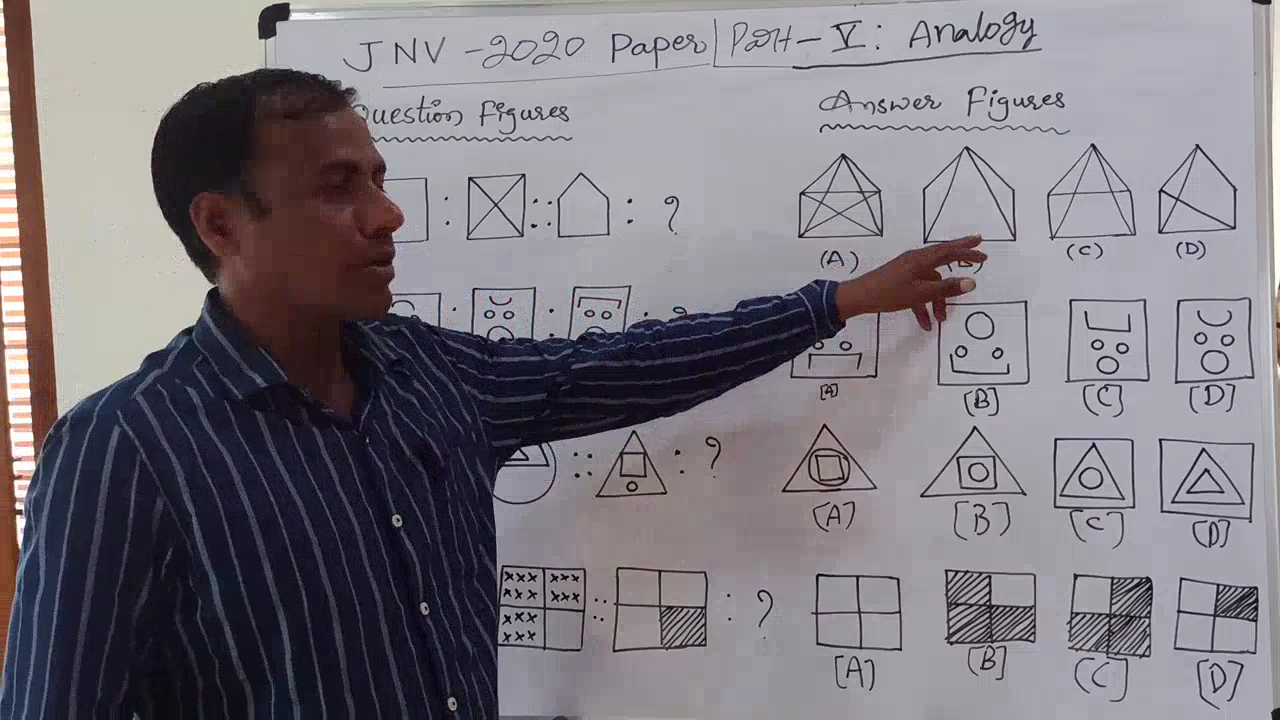 JNV - 2020 Paper | Part - V : Analogy
Question Figures
Answer Figures
: :: : ?
(A) (B) (C) (D)
: :: : ?
[A] [B] [C] [D]
:: : ?
[A] [B] [C] [D]
:: : ?
[A] [B] [C] [D]